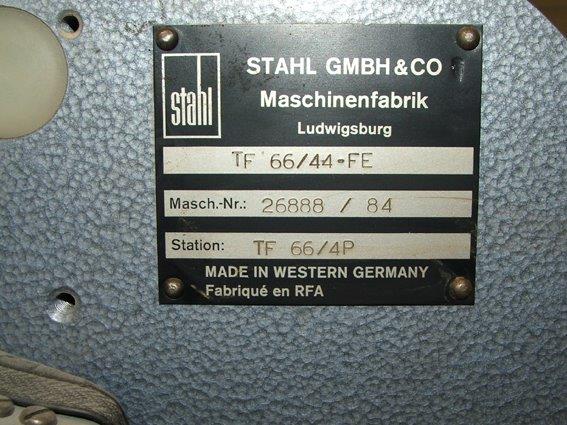 stahl
STAHL GMBH & CO
Maschinenfabrik
Ludwigsburg
TF 66/44-FE
Masch.-Nr.: 26888 / 84
Station: TF 66/4P
MADE IN WESTERN GERMANY
Fabriqué en RFA